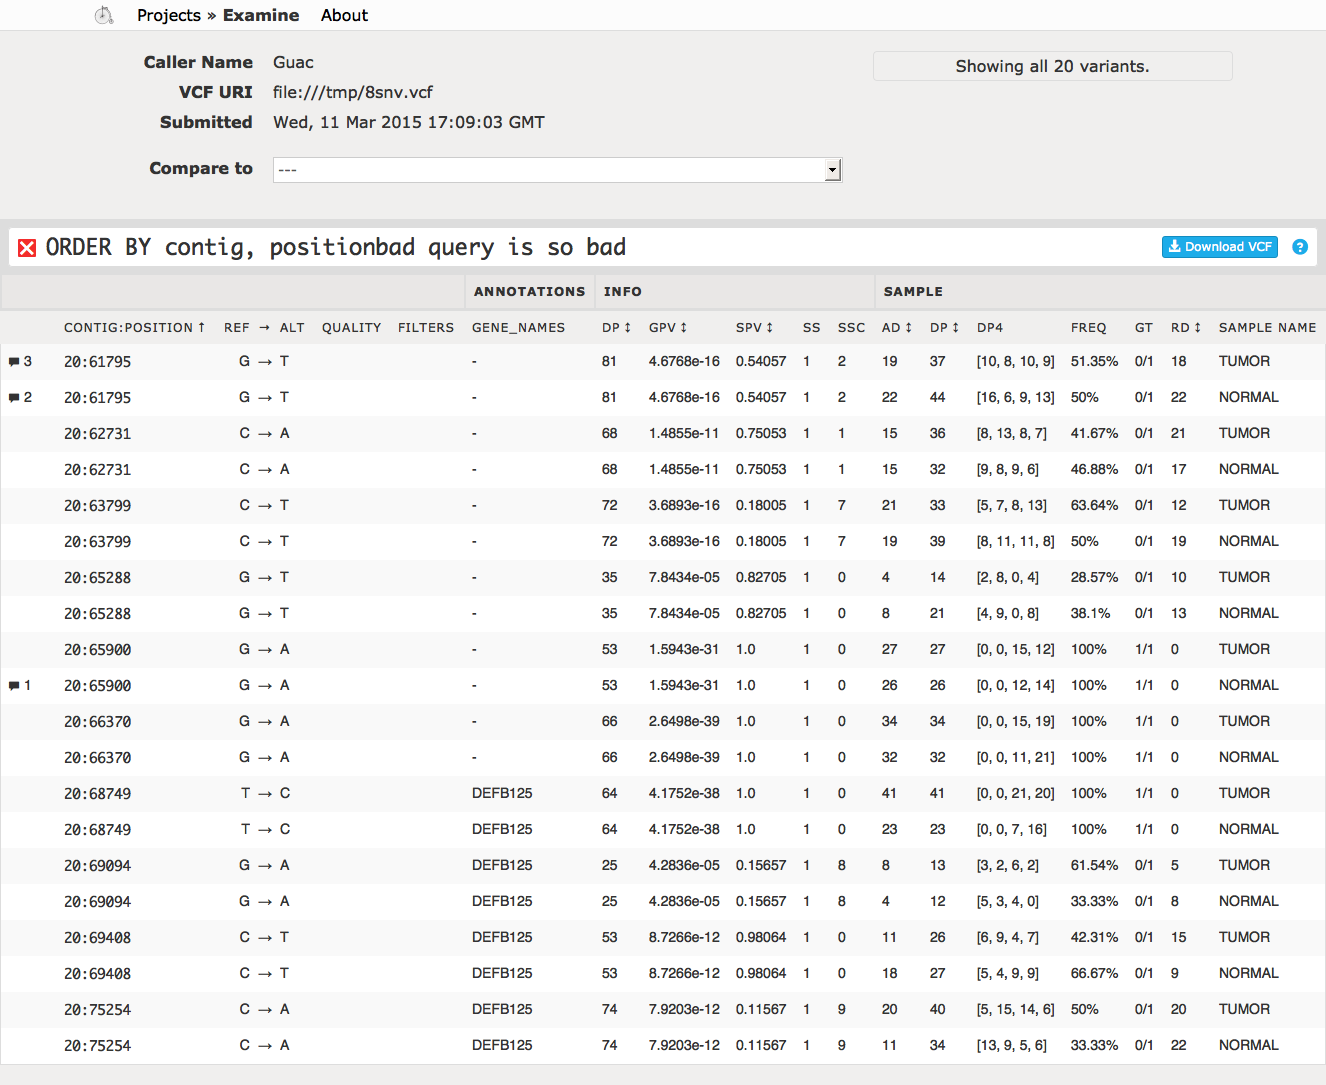 Projects » Examine About
Caller Name Guac
Showing all 20 variants.
VCF URI file:///tmp/8snv.vcf
Submitted Wed, 11 Mar 2015 17:09:03 GMT
Compare to ---
ORDER BY contig, positionbad query is so bad Download VCF ?
ANNOTATIONS INFO SAMPLE
CONTIG:POSITION ↑ REF → ALT QUALITY FILTERS GENE_NAMES DP ↕ GPV ↕ SPV ↕ SS SSC AD ↕ DP ↕ DP4 FREQ GT RD ↕ SAMPLE NAME
3 20:61795 G → T - 81 4.6768e-16 0.54057 1 2 19 37 [10, 8, 10, 9] 51.35% 0/1 18 TUMOR
2 20:61795 G → T - 81 4.6768e-16 0.54057 1 2 22 44 [16, 6, 9, 13] 50% 0/1 22 NORMAL
20:62731 C → A - 68 1.4855e-11 0.75053 1 1 15 36 [8, 13, 8, 7] 41.67% 0/1 21 TUMOR
20:62731 C → A - 68 1.4855e-11 0.75053 1 1 15 32 [9, 8, 9, 6] 46.88% 0/1 17 NORMAL
20:63799 C → T - 72 3.6893e-16 0.18005 1 7 21 33 [5, 7, 8, 13] 63.64% 0/1 12 TUMOR
20:63799 C → T - 72 3.6893e-16 0.18005 1 7 19 39 [8, 11, 11, 8] 50% 0/1 19 NORMAL
20:65288 G → T - 35 7.8434e-05 0.82705 1 0 4 14 [2, 8, 0, 4] 28.57% 0/1 10 TUMOR
20:65288 G → T - 35 7.8434e-05 0.82705 1 0 8 21 [4, 9, 0, 8] 38.1% 0/1 13 NORMAL
20:65900 G → A - 53 1.5943e-31 1.0 1 0 27 27 [0, 0, 15, 12] 100% 1/1 0 TUMOR
1 20:65900 G → A - 53 1.5943e-31 1.0 1 0 26 26 [0, 0, 12, 14] 100% 1/1 0 NORMAL
20:66370 G → A - 66 2.6498e-39 1.0 1 0 34 34 [0, 0, 15, 19] 100% 1/1 0 TUMOR
20:66370 G → A - 66 2.6498e-39 1.0 1 0 32 32 [0, 0, 11, 21] 100% 1/1 0 NORMAL
20:68749 T → C DEFB125 64 4.1752e-38 1.0 1 0 41 41 [0, 0, 21, 20] 100% 1/1 0 TUMOR
20:68749 T → C DEFB125 64 4.1752e-38 1.0 1 0 23 23 [0, 0, 7, 16] 100% 1/1 0 NORMAL
20:69094 G → A DEFB125 25 4.2836e-05 0.15657 1 8 8 13 [3, 2, 6, 2] 61.54% 0/1 5 TUMOR
20:69094 G → A DEFB125 25 4.2836e-05 0.15657 1 8 4 12 [5, 3, 4, 0] 33.33% 0/1 8 NORMAL
20:69408 C → T DEFB125 53 8.7266e-12 0.98064 1 0 11 26 [6, 9, 4, 7] 42.31% 0/1 15 TUMOR
20:69408 C → T DEFB125 53 8.7266e-12 0.98064 1 0 18 27 [5, 4, 9, 9] 66.67% 0/1 9 NORMAL
20:75254 C → A DEFB125 74 7.9203e-12 0.11567 1 9 20 40 [5, 15, 14, 6] 50% 0/1 20 TUMOR
20:75254 C → A DEFB125 74 7.9203e-12 0.11567 1 9 11 34 [13, 9, 5, 6] 33.33% 0/1 22 NORMAL